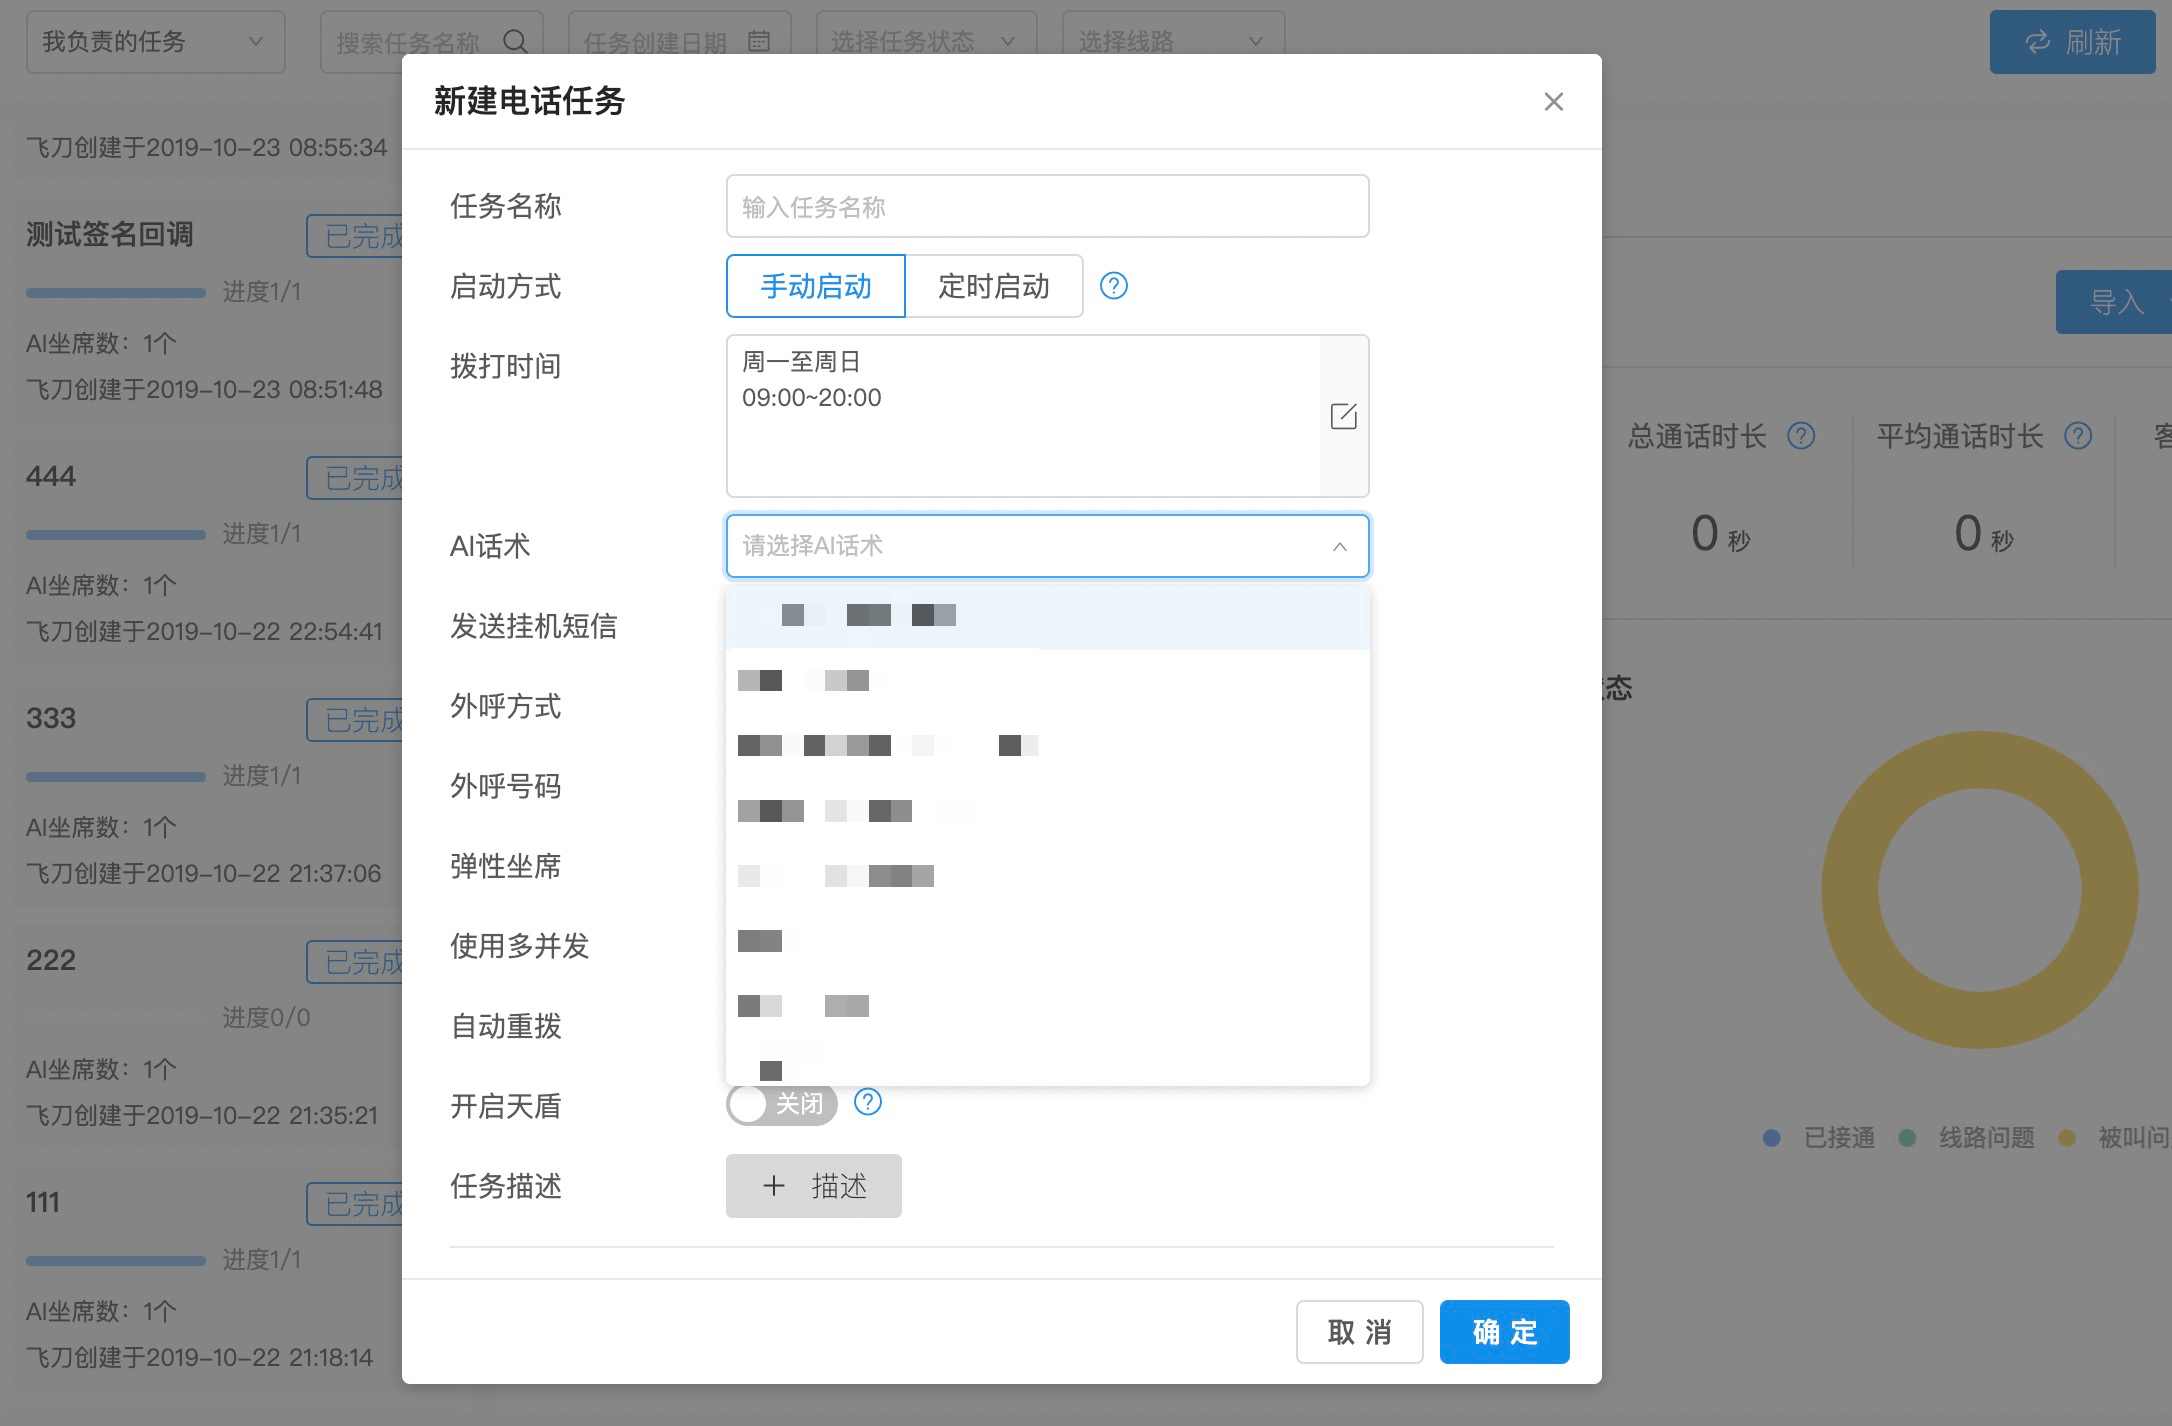 我负责的任务
搜索任务名称
任务创建日期
选择任务状态
选择线路
刷新
飞刀创建于2019-10-23 08:55:34
测试签名回调
已完成
进度1/1
AI坐席数：1个
飞刀创建于2019-10-23 08:51:48
444
已完成
进度1/1
AI坐席数：1个
飞刀创建于2019-10-22 22:54:41
333
已完成
进度1/1
AI坐席数：1个
飞刀创建于2019-10-22 21:37:06
222
已完成
进度0/0
AI坐席数：1个
飞刀创建于2019-10-22 21:35:21
111
已完成
进度1/1
AI坐席数：1个
飞刀创建于2019-10-22 21:18:14
新建电话任务
任务名称
输入任务名称
启动方式
手动启动
定时启动
拨打时间
周一至周日
09:00~20:00
AI话术
请选择AI话术
发送挂机短信
外呼方式
外呼号码
弹性坐席
使用多并发
自动重拨
开启天盾
关闭
任务描述
+ 描述
取 消
确 定
导入
总通话时长
平均通话时长
客
0 秒
0 秒
态
已接通
线路问题
被叫问